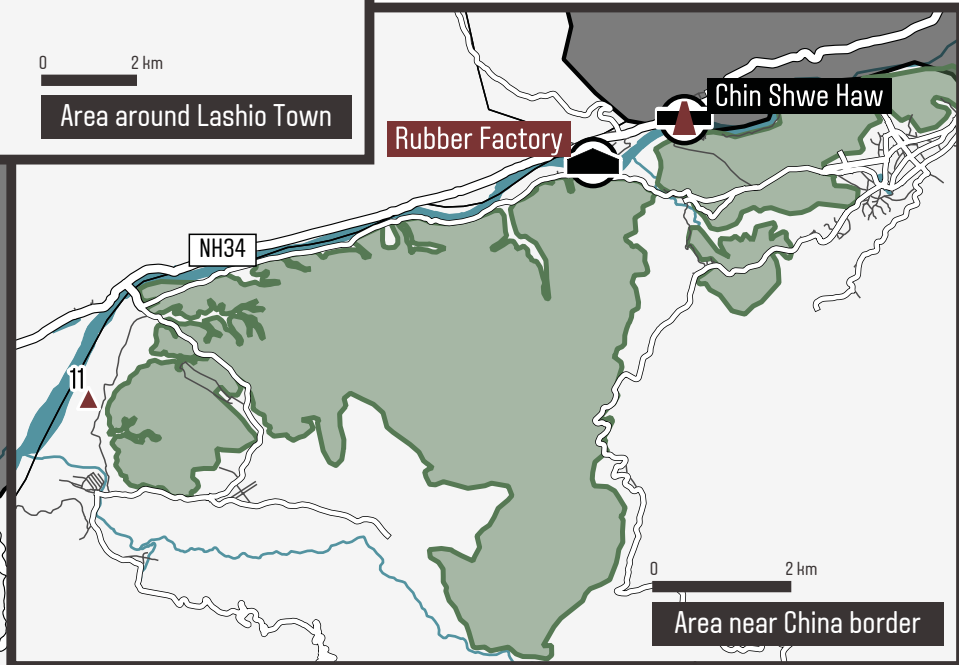 0 2 km
Area around Lashio Town
Chin Shwe Haw
Rubber Factory
NH34
11
0 2 km
Area near China border